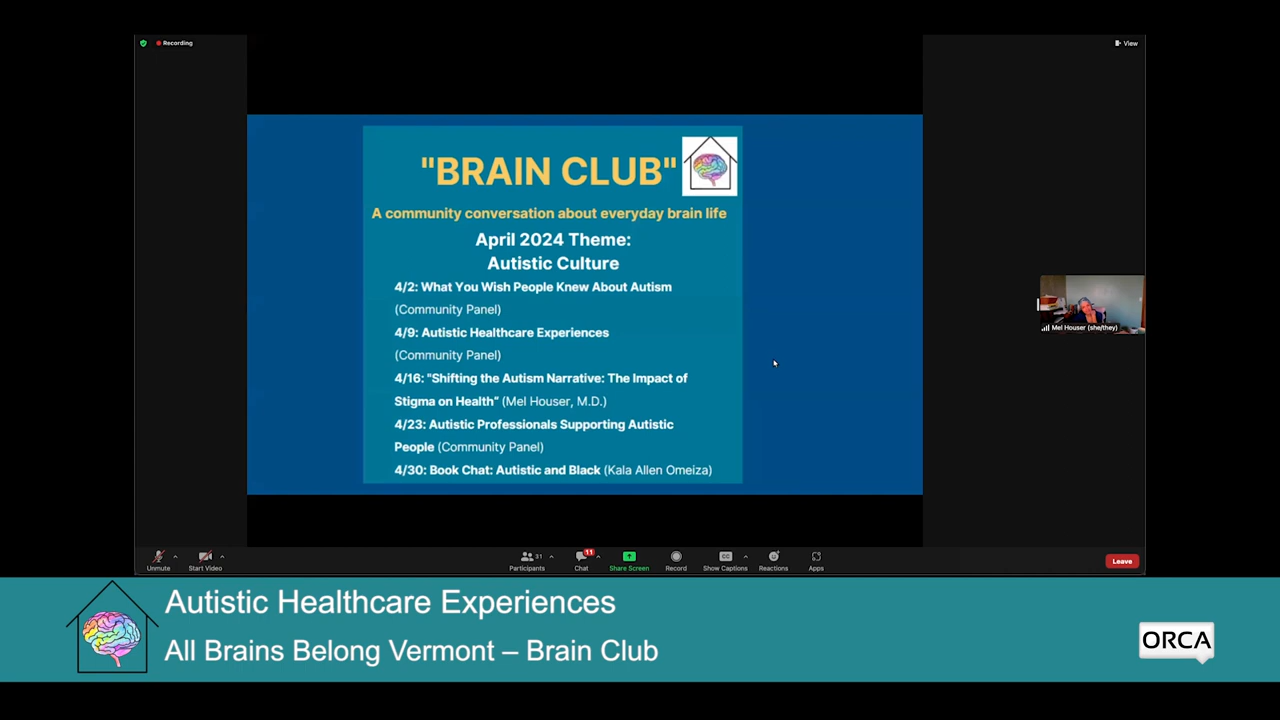 Recording
View
"BRAIN CLUB"
A community conversation about everyday brain life
April 2024 Theme:
Autistic Culture
4/2: What You Wish People Knew About Autism
(Community Panel)
4/9: Autistic Healthcare Experiences
(Community Panel)
4/16: "Shifting the Autism Narrative: The Impact of
Stigma on Health" (Mel Houser, M.D.)
4/23: Autistic Professionals Supporting Autistic
People (Community Panel)
4/30: Book Chat: Autistic and Black (Kala Allen Omeiza)
Mel Houser (she/they)
31
11
CC
Unmute
Start Video
Participants
Chat
Share Screen
Record
Show Captions
Reactions
Apps
Leave
Autistic Healthcare Experiences
All Brains Belong Vermont – Brain Club
ORCA